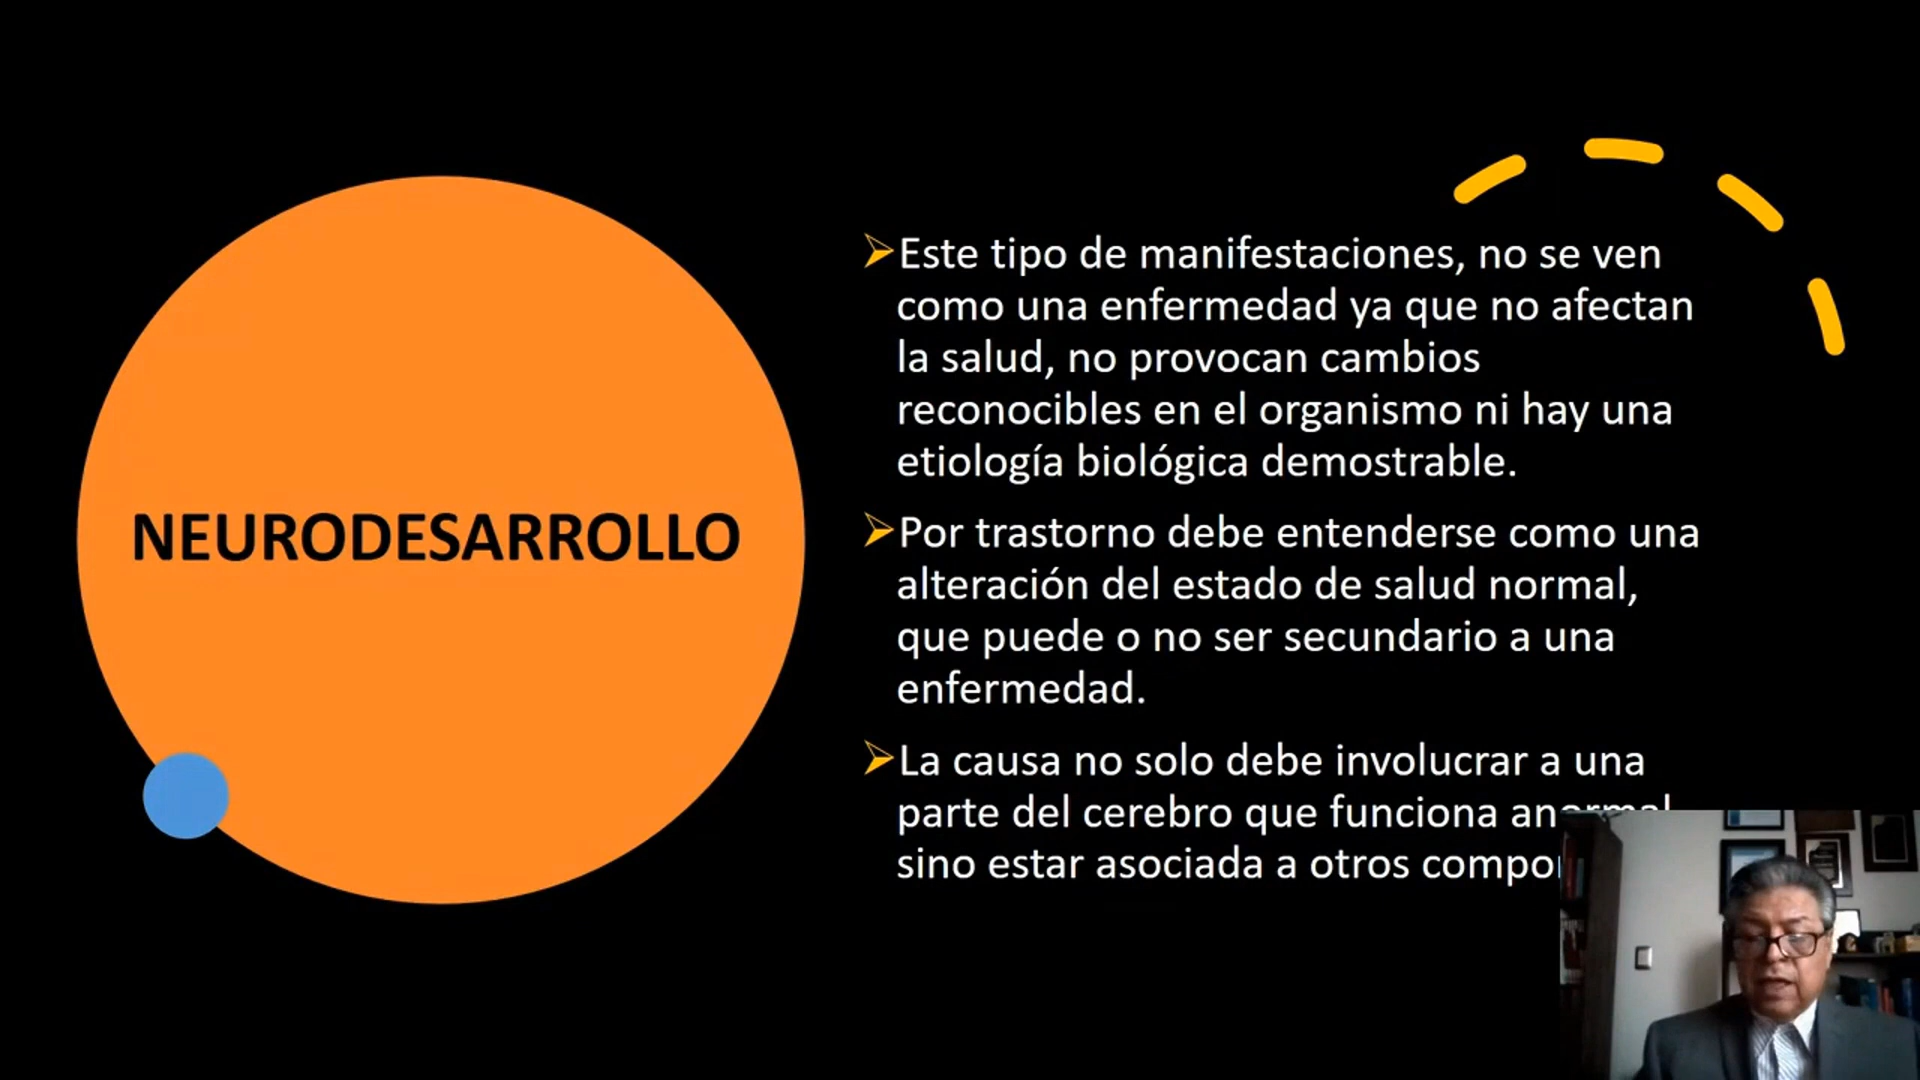 NEURODESARROLLO
Este tipo de manifestaciones, no se ven
como una enfermedad ya que no afectan
la salud, no provocan cambios
reconocibles en el organismo ni hay una
etiología biológica demostrable.
Por trastorno debe entenderse como una
alteración del estado de salud normal,
que puede o no ser secundario a una
enfermedad.
La causa no solo debe involucrar a una
parte del cerebro que funciona anormal
sino estar asociada a otros